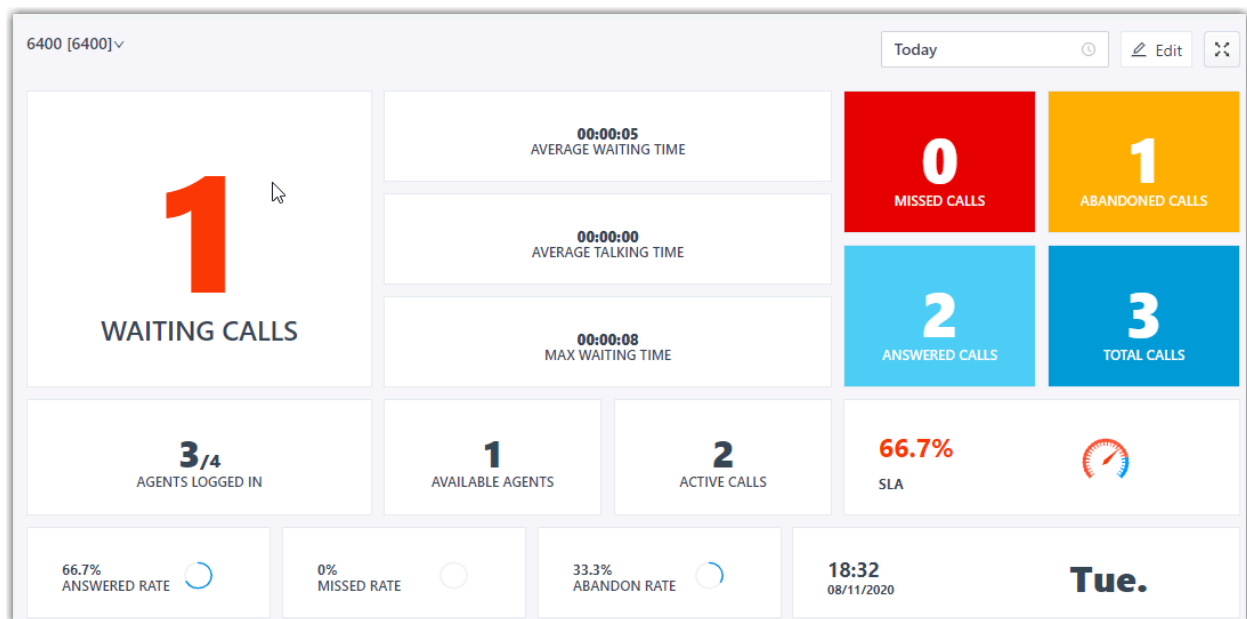 6400 [6400]
Today
Edit
1
WAITING CALLS
00:00:05
AVERAGE WAITING TIME
00:00:00
AVERAGE TALKING TIME
00:00:08
MAX WAITING TIME
0
MISSED CALLS
1
ABANDONED CALLS
2
ANSWERED CALLS
3
TOTAL CALLS
3/4
AGENTS LOGGED IN
1
AVAILABLE AGENTS
2
ACTIVE CALLS
66.7%
SLA
66.7%
ANSWERED RATE
0%
MISSED RATE
33.3%
ABANDON RATE
18:32
08/11/2020
Tue.